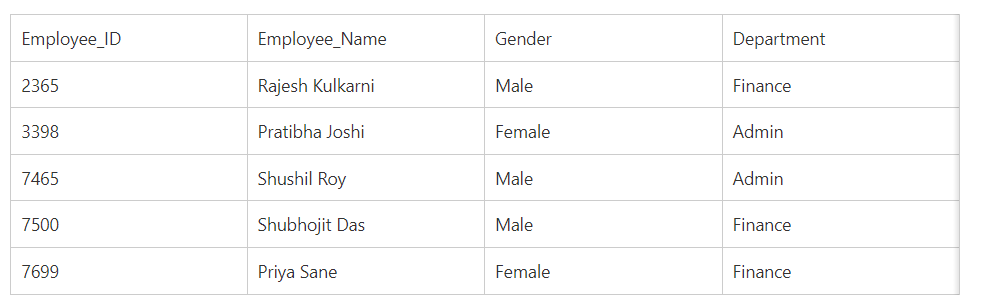 Employee_ID Employee_Name Gender Department
2365 Rajesh Kulkarni Male Finance
3398 Pratibha Joshi Female Admin
7465 Shushil Roy Male Admin
7500 Shubhojit Das Male Finance
7699 Priya Sane Female Finance